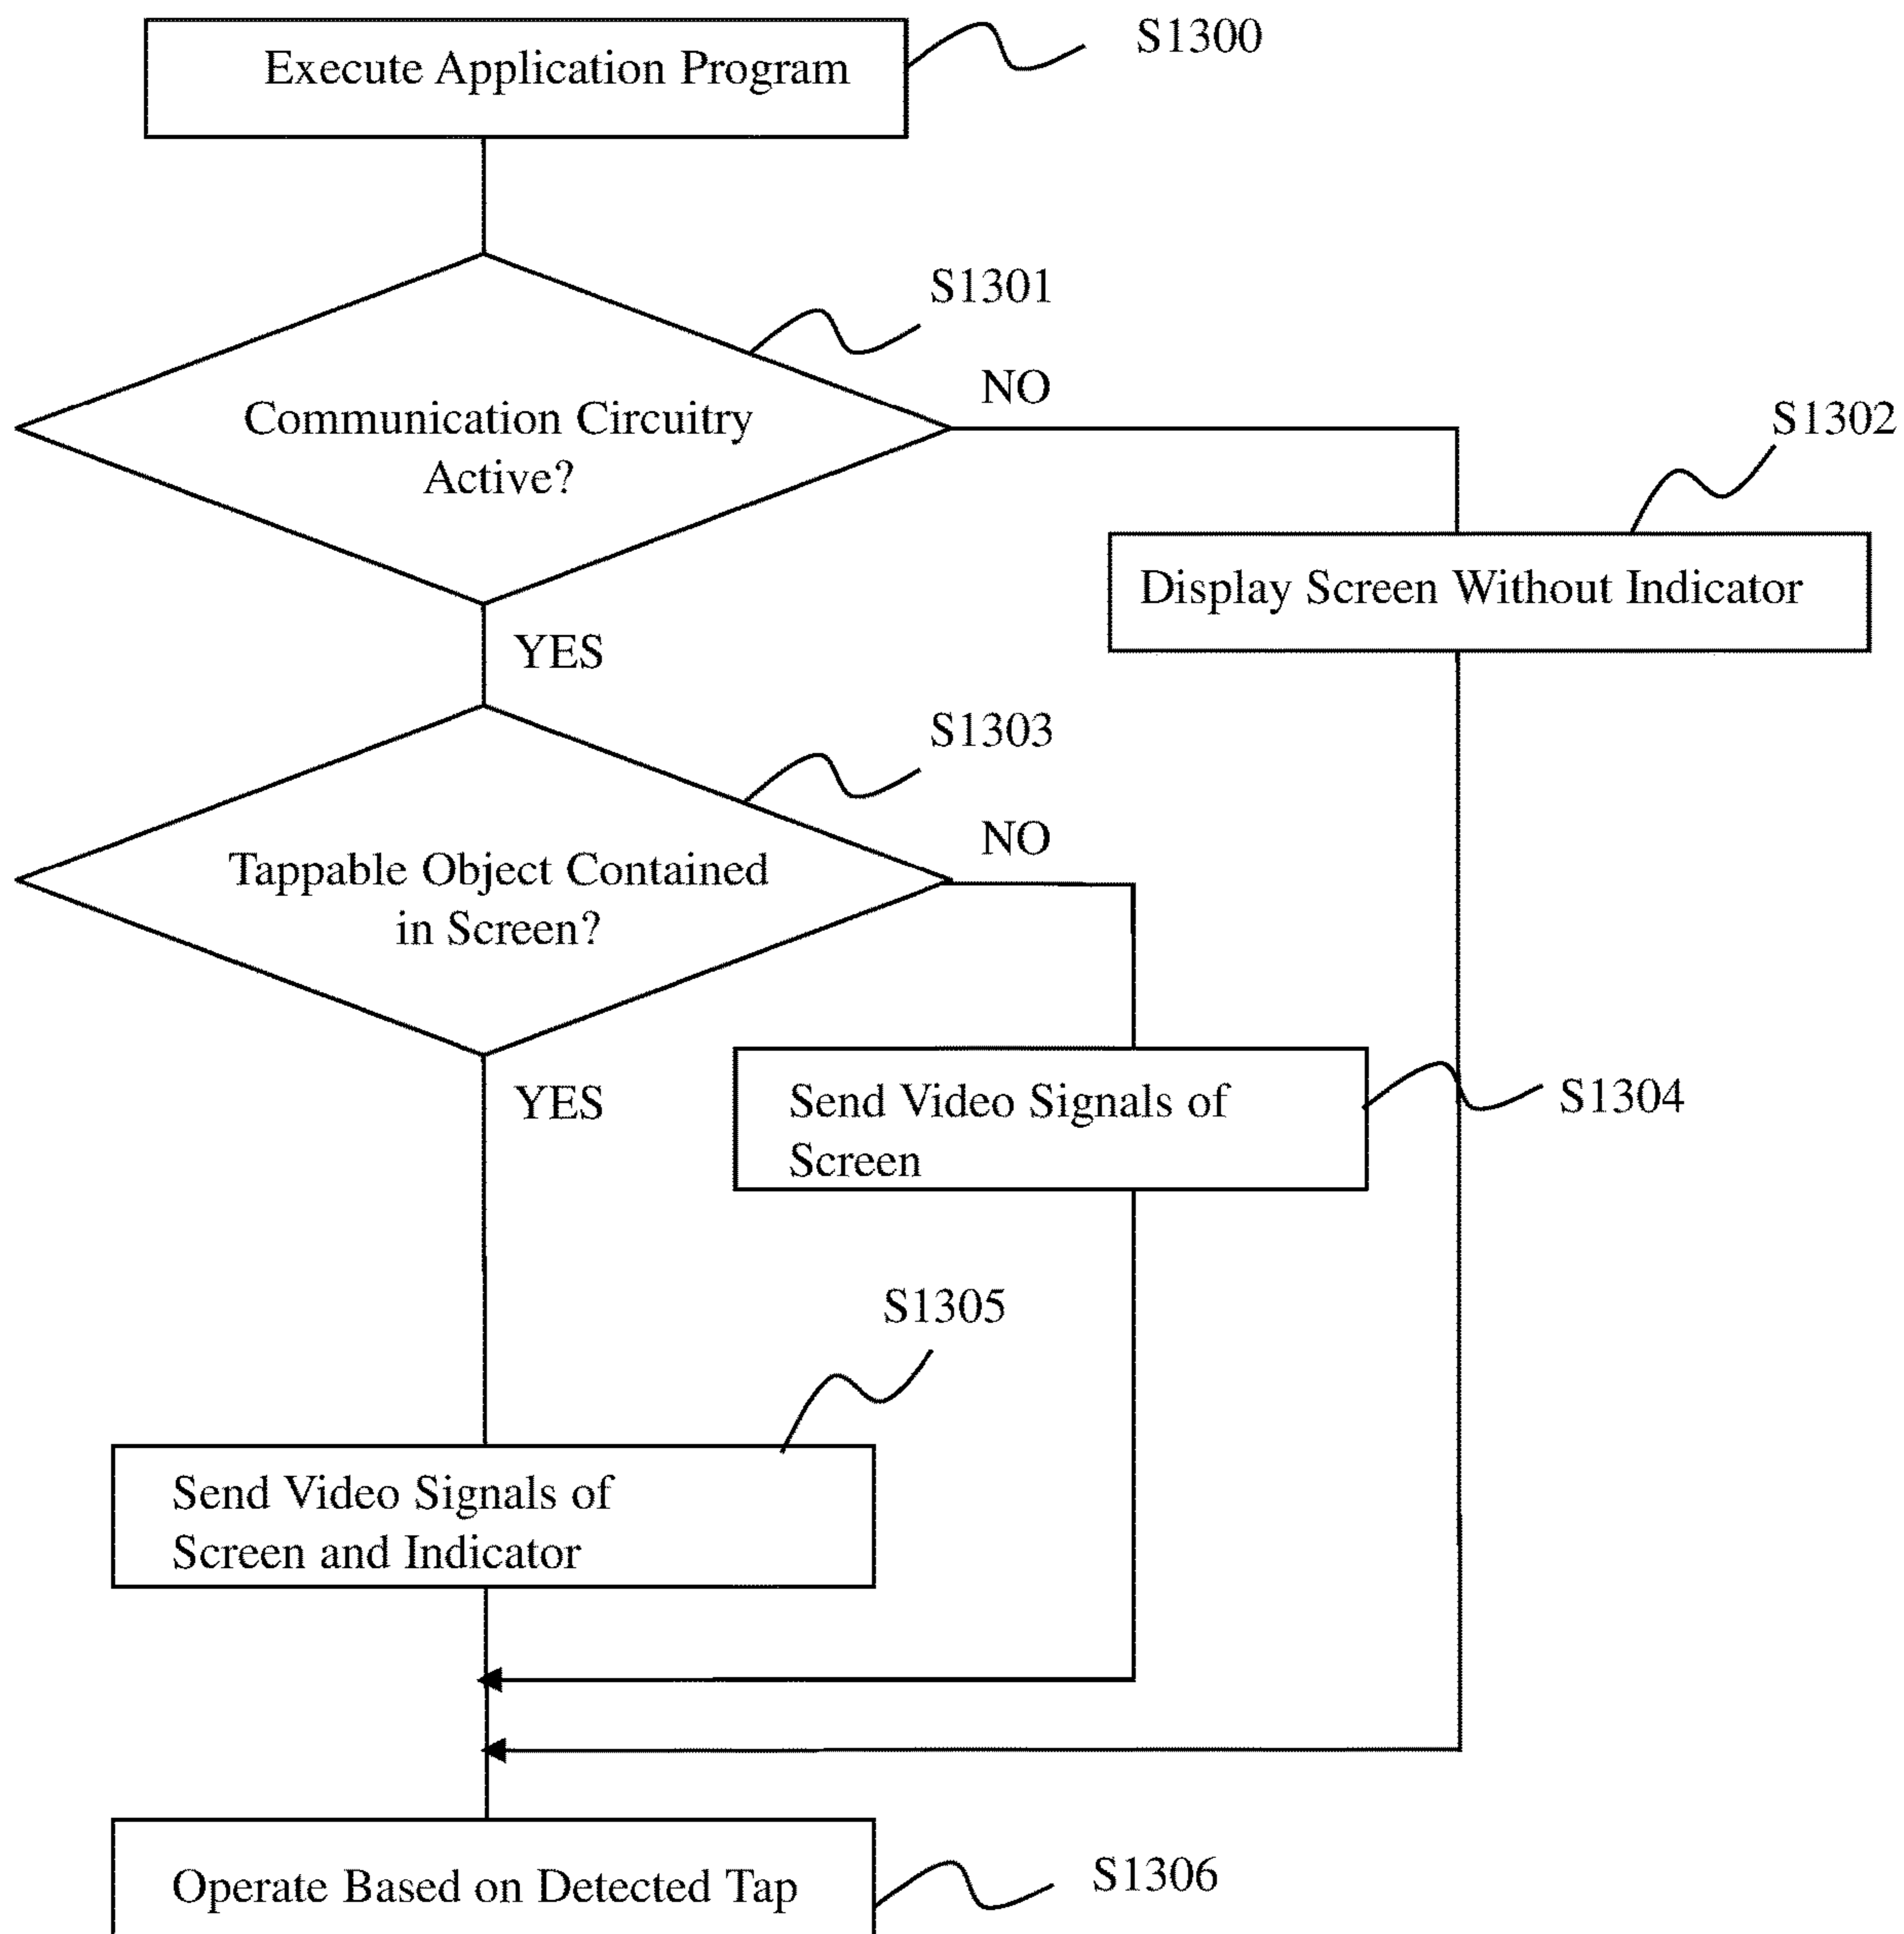 Execute Application Program
S1300
S1301
Communication Circuitry
Active?
NO
S1302
Display Screen Without Indicator
YES
S1303
Tappable Object Contained
in Screen?
NO
YES
Send Video Signals of
Screen
S1304
S1305
Send Video Signals of
Screen and Indicator
Operate Based on Detected Tap
S1306